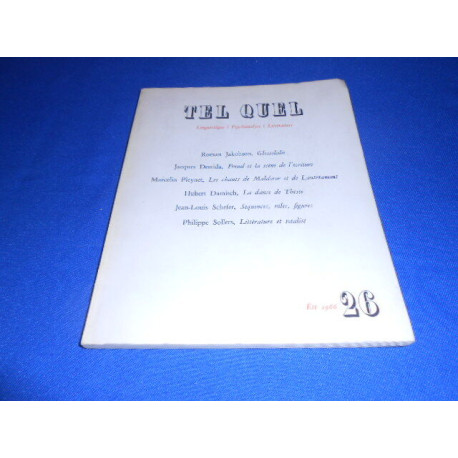 TEL QUEL
Linguistique • Psychanalyse • Littérature
Roman Jakobson, Glossolalie
Jacques Derrida, Freud et la scène de l'écriture
Marcelin Pleynet, Les chants de Maldoror et de Lautréamont
Hubert Damisch, La danse de Thésée
Jean-Louis Schefer, Séquences, rôles, figures
Philippe Sollers, Littérature et totalité
Été 1966 26